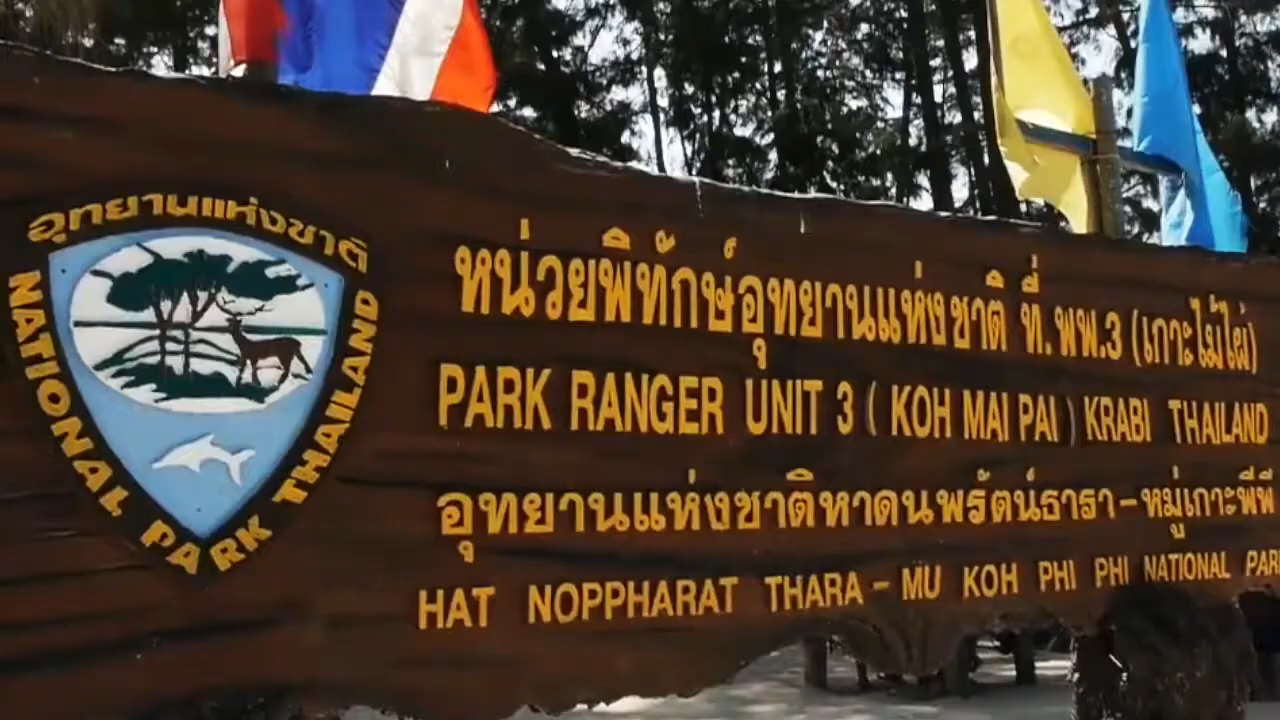 อุทยานแห่งชาติ
NATIONAL PARK THAILAND
หน่วยพิทักษ์อุทยานแห่งชาติ ที่.พพ.3 (เกาะไม้ไผ่)
PARK RANGER UNIT 3 ( KOH MAI PAI ) KRABI THAILAND
อุทยานแห่งชาติหาดนพรัตน์ธารา-หมู่เกาะพีพี
HAT NOPPHARAT THARA - MU KOH PHI PHI NATIONAL PARK